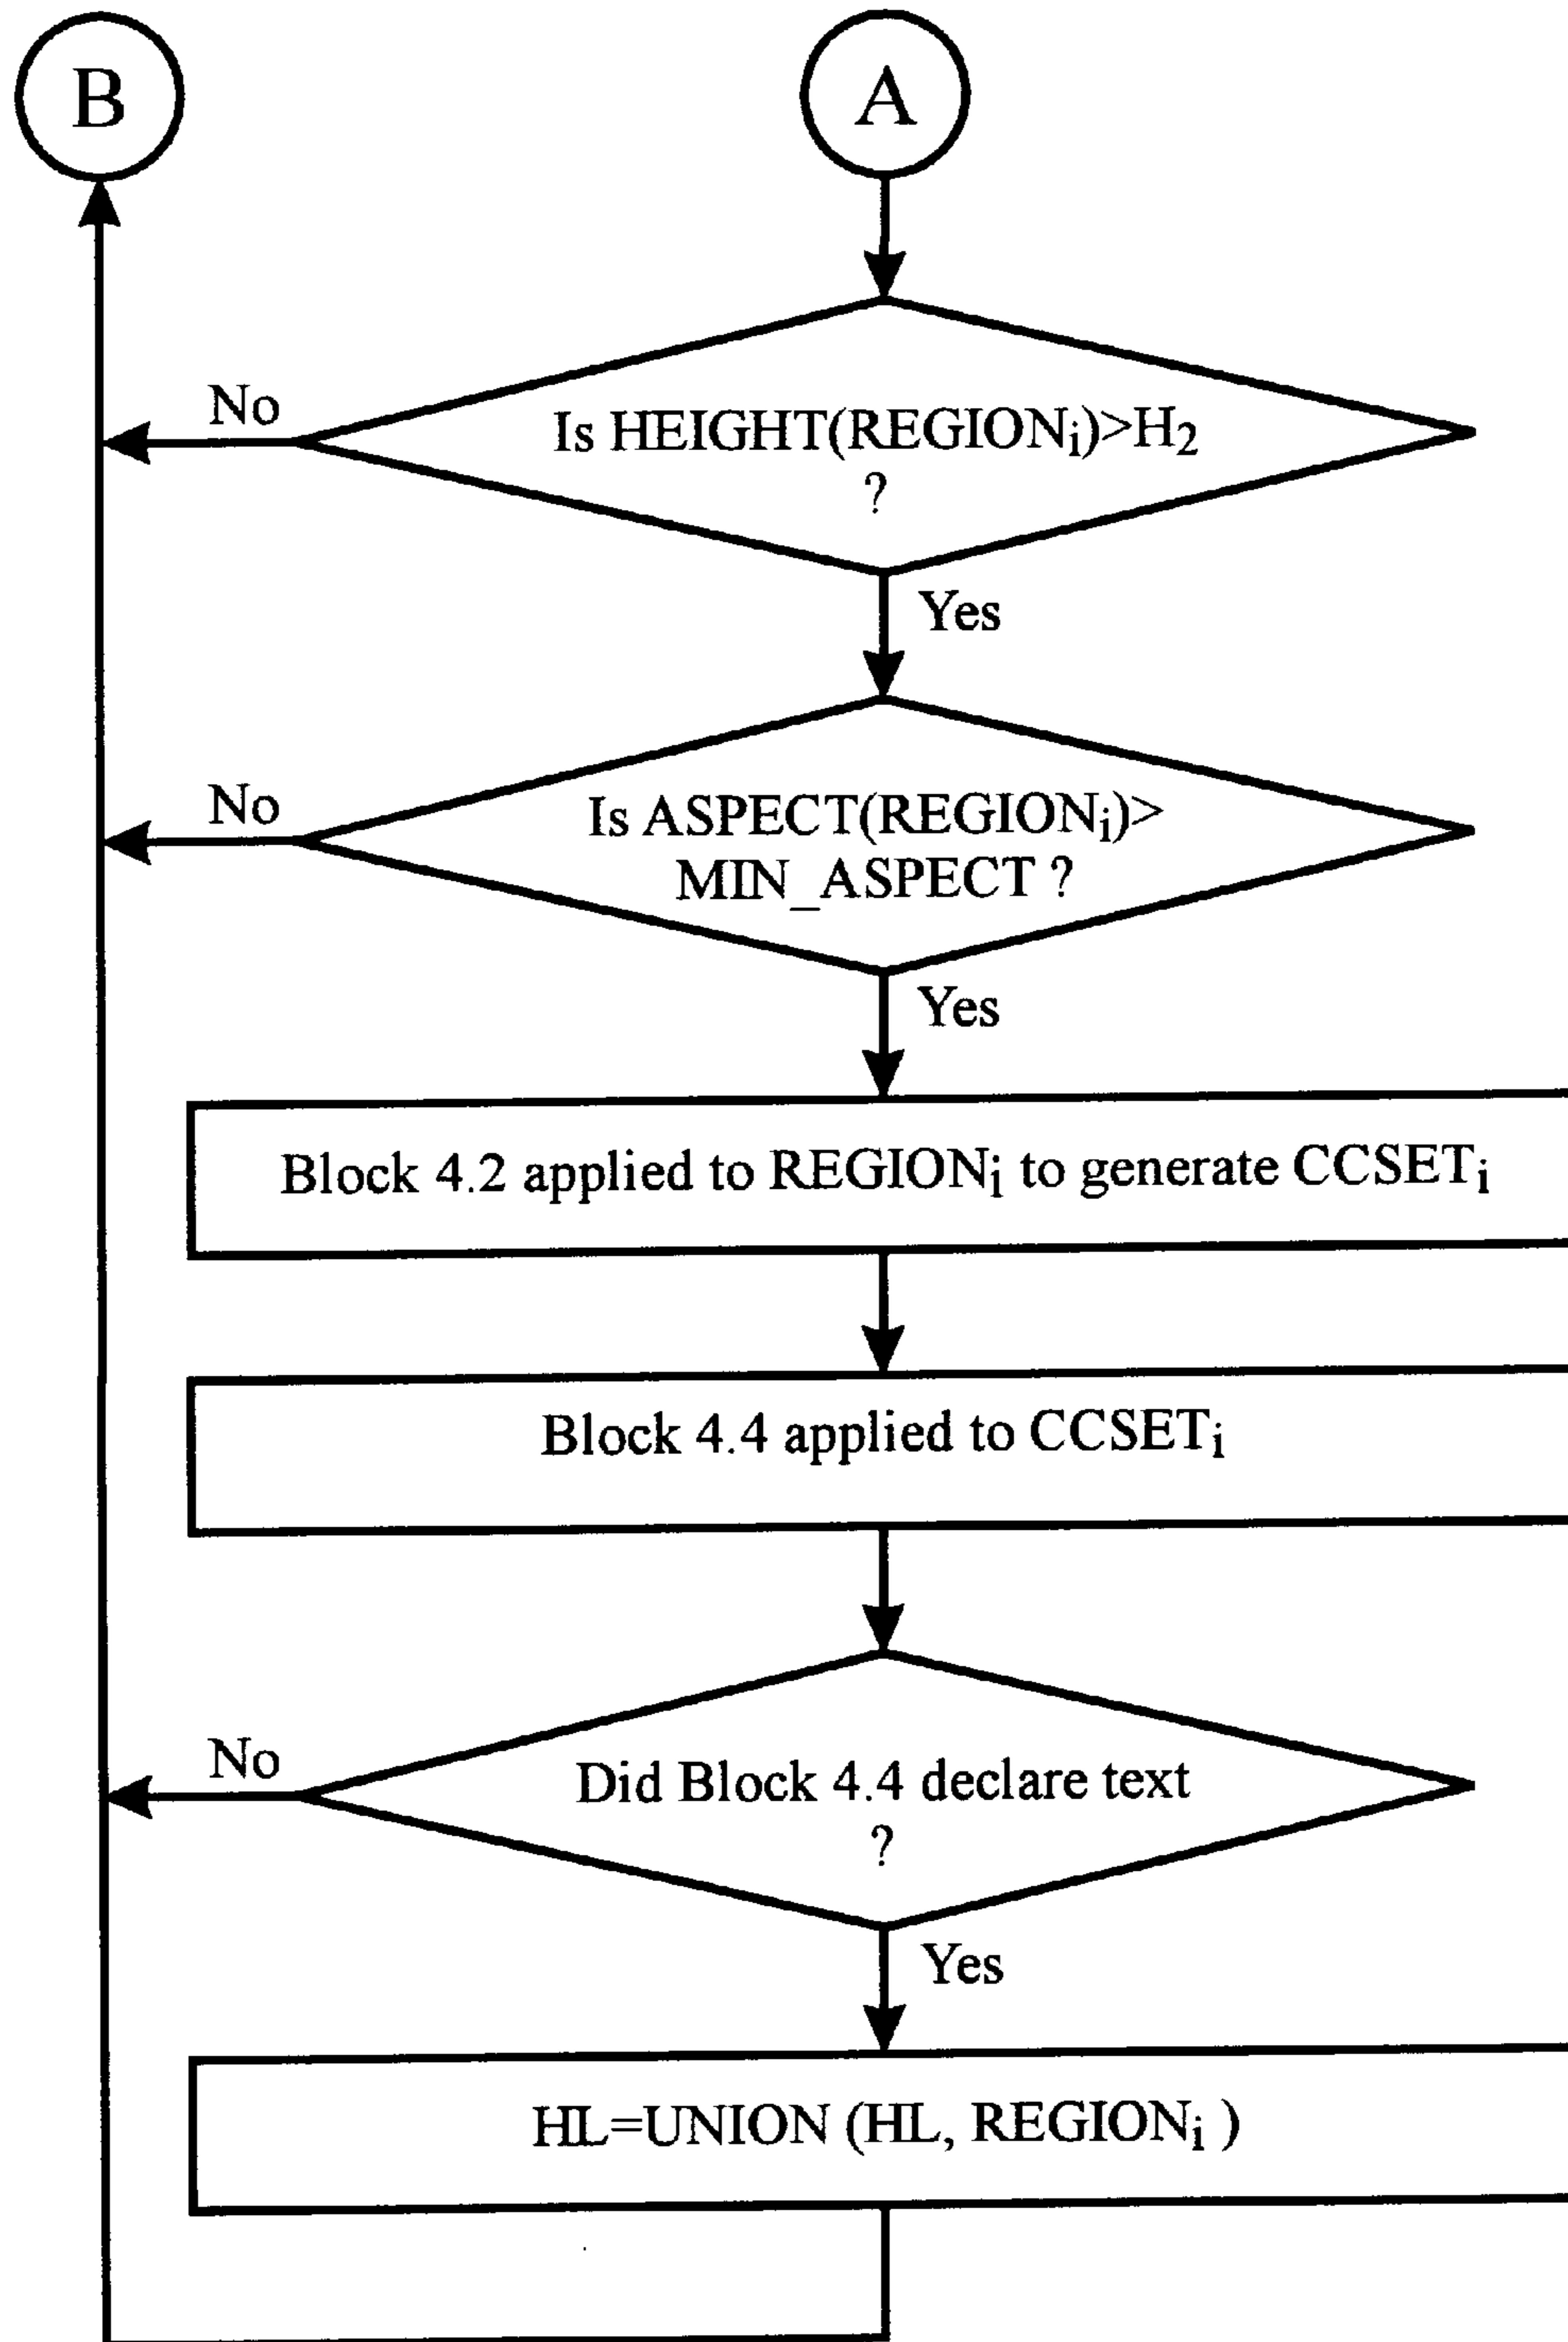 B
A
No
Is HEIGHT(REGIONi)>H2
?
Yes
No
Is ASPECT(REGIONi)>
MIN_ASPECT ?
Yes
Block 4.2 applied to REGIONi to generate CCSETi
Block 4.4 applied to CCSETi
No
Did Block 4.4 declare text
?
Yes
HL=UNION (HL, REGIONi )